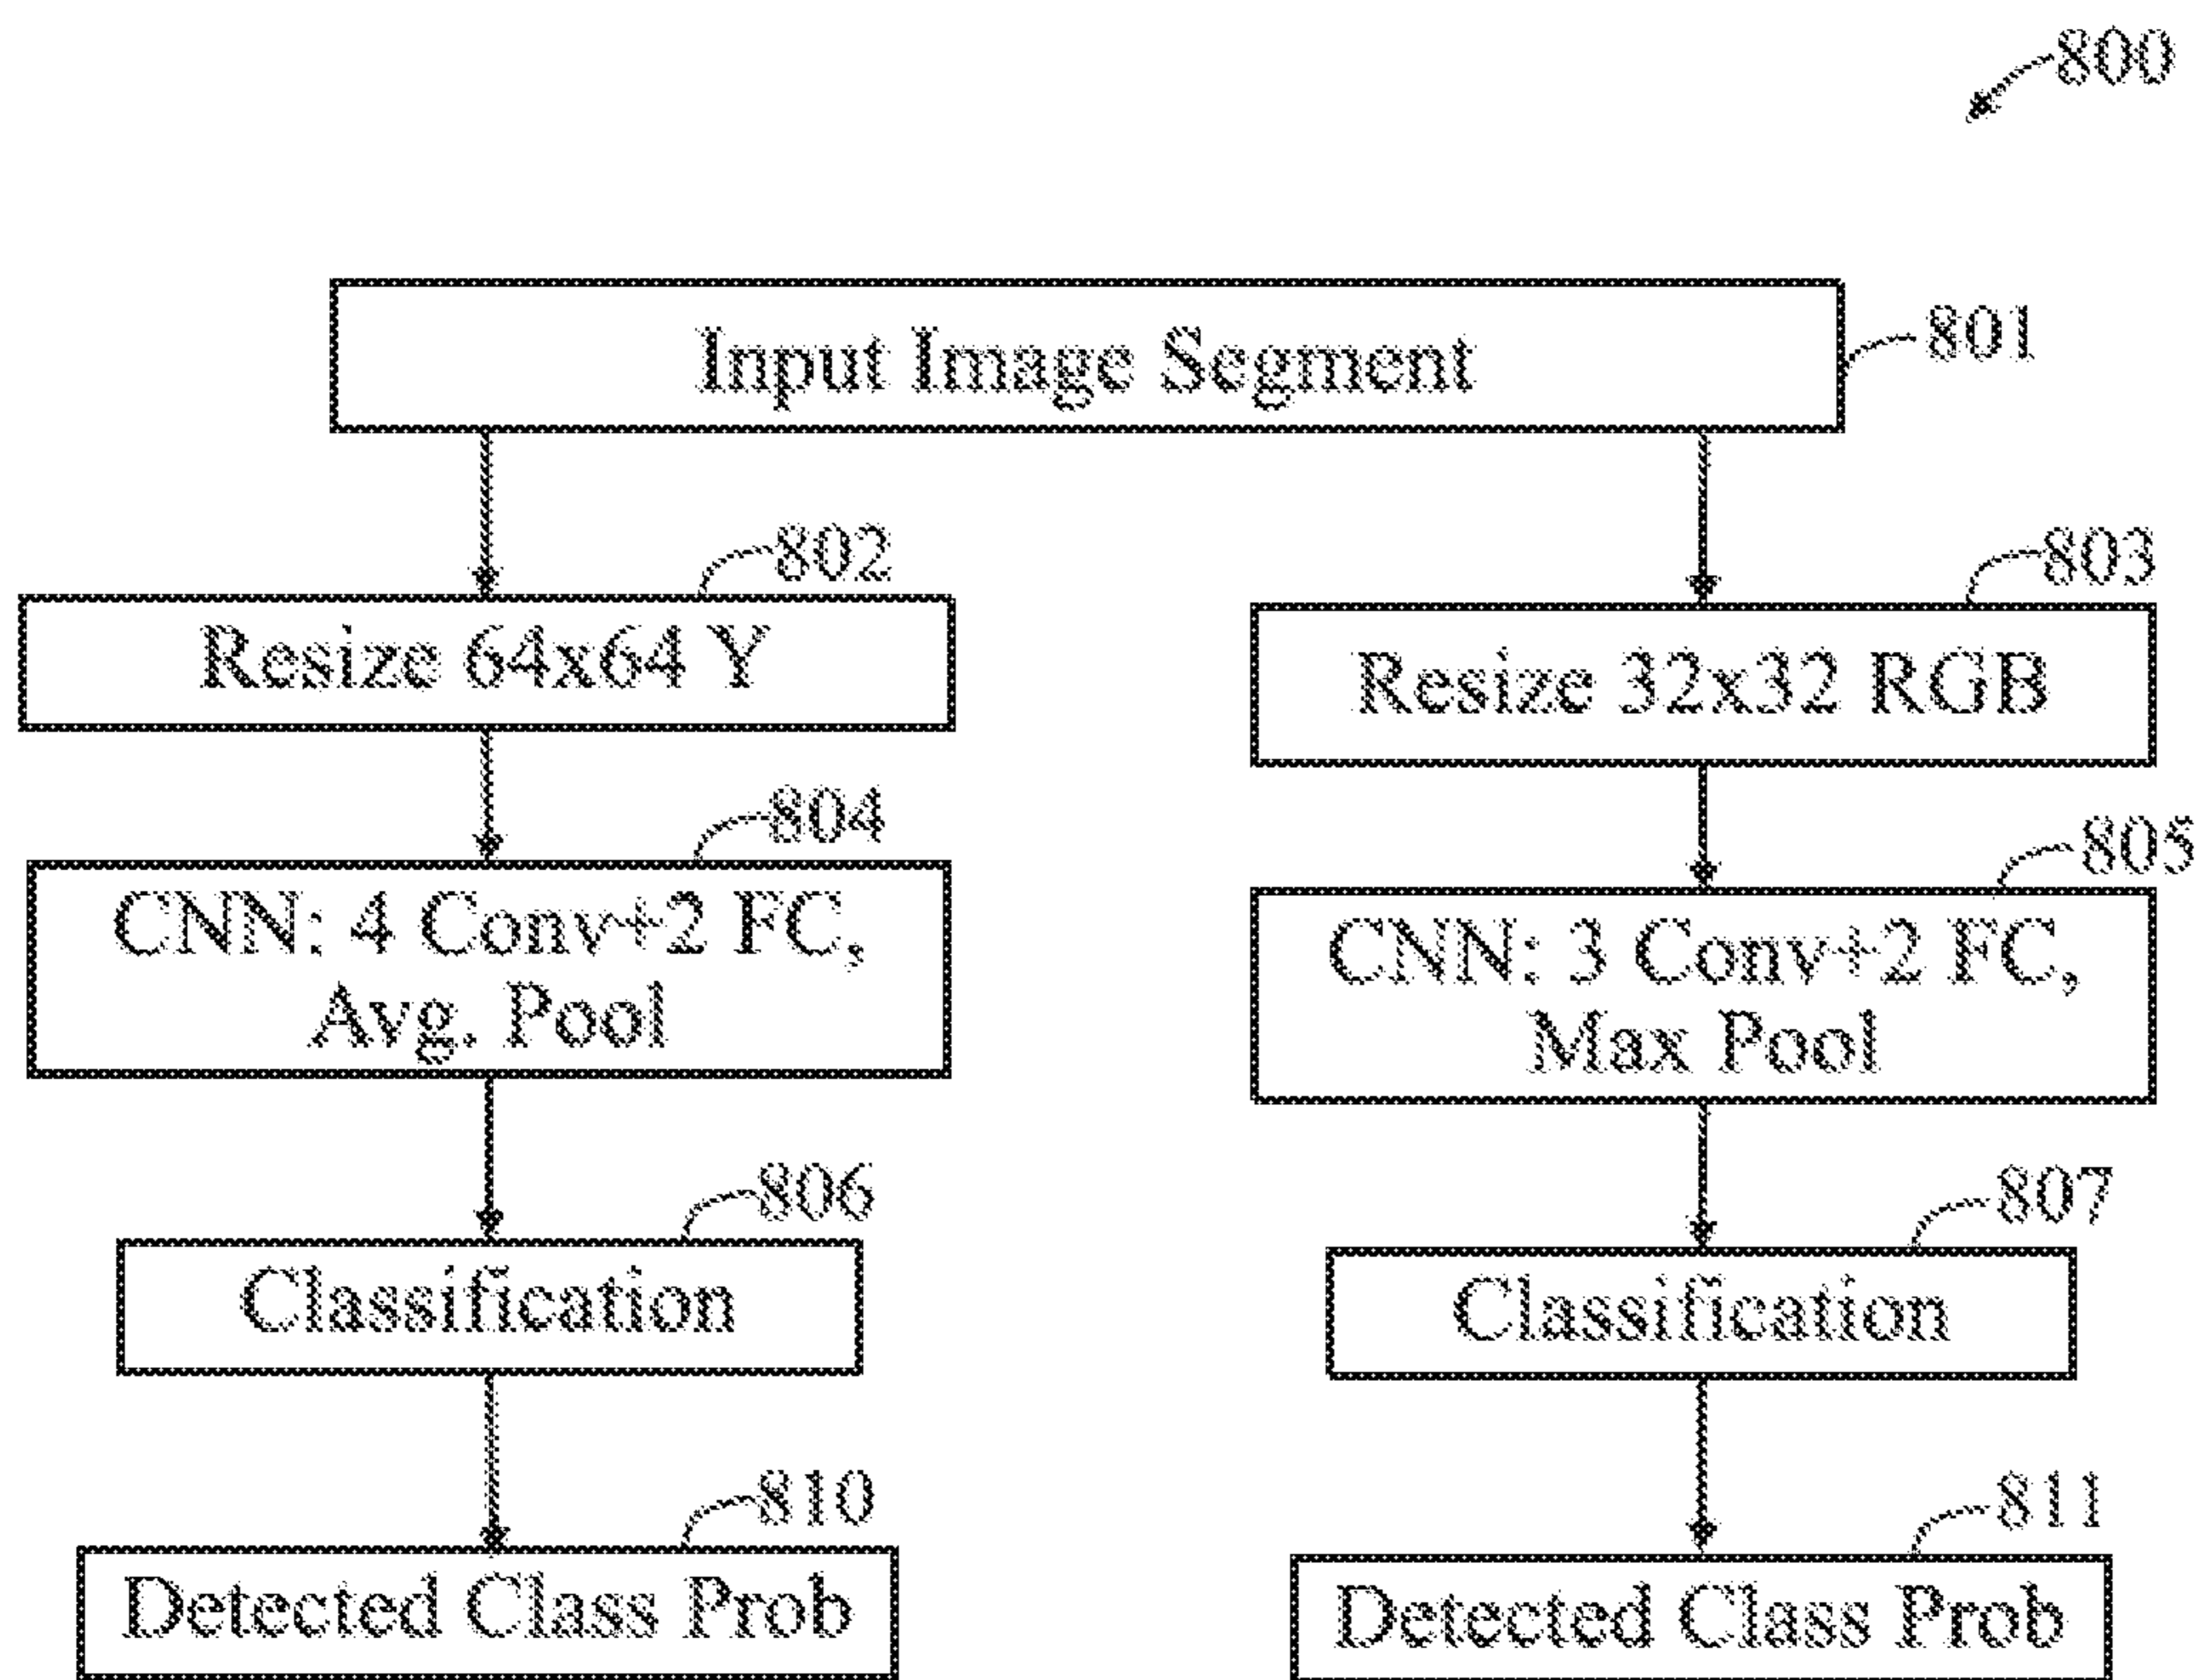 800
Input Image Segment
801
802
803
Resize 64x64 Y
Resize 32x32 RGB
804
805
CNN: 4 Conv+2 FC,
Avg. Pool
CNN: 3 Conv+2 FC,
Max Pool
806
807
Classification
Classification
810
811
Detected Class Prob
Detected Class Prob